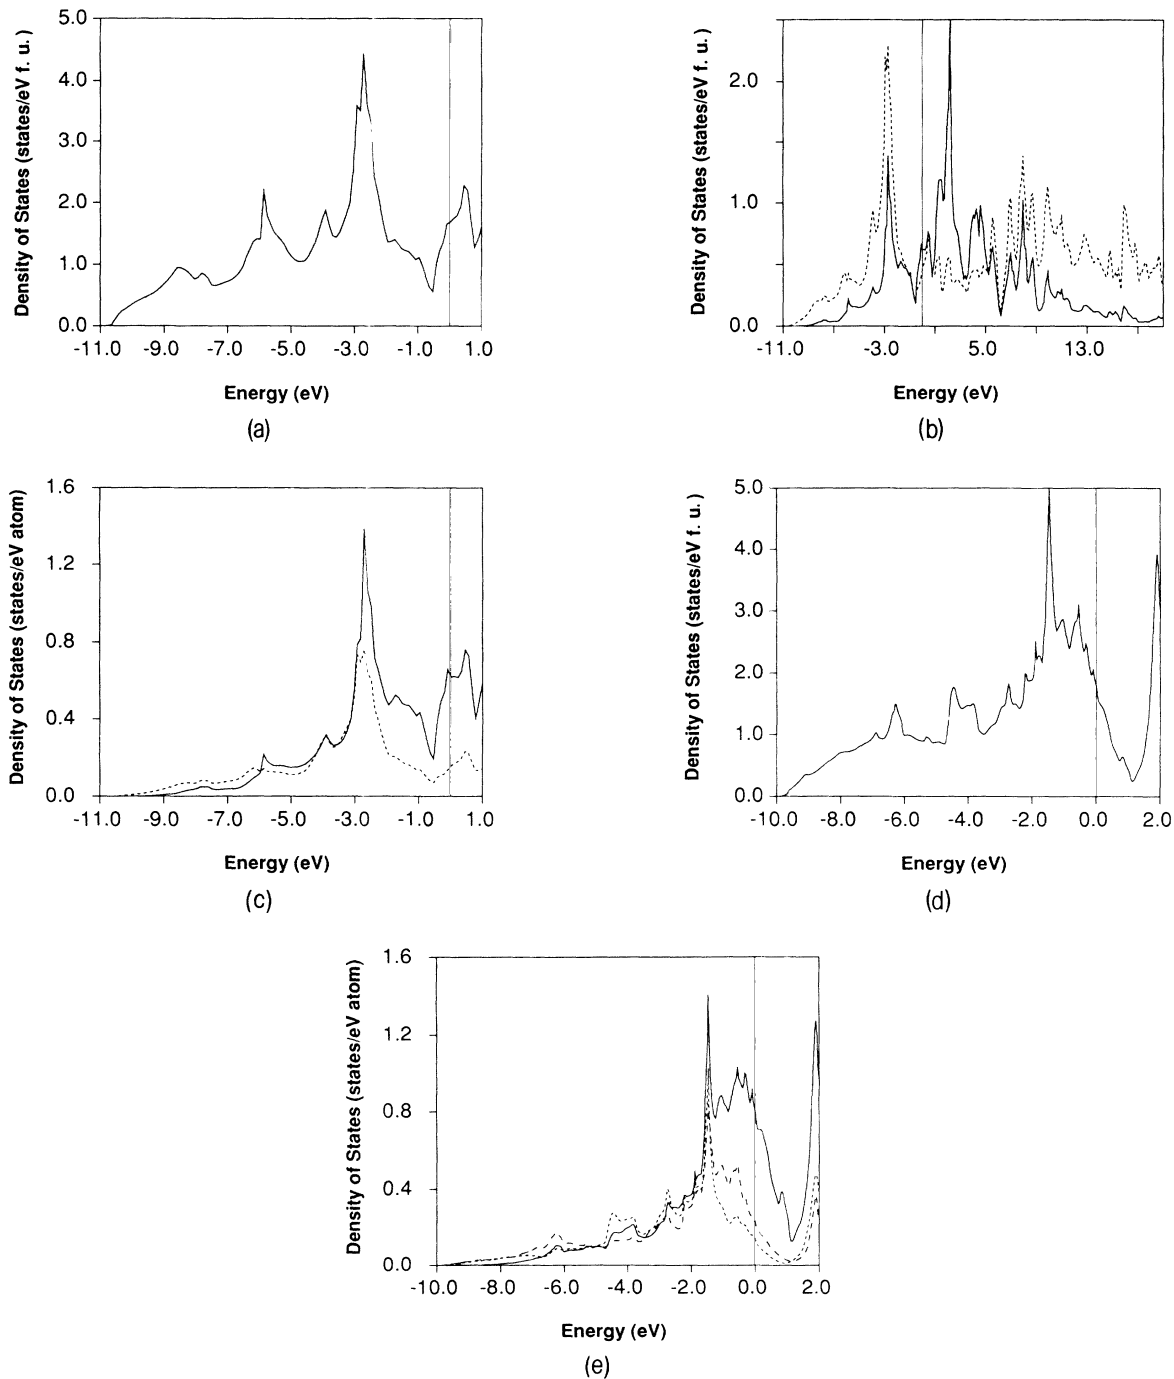 Density of States (states/eV f. u.)
5.0
4.0
3.0
2.0
1.0
0.0
-11.0 -9.0 -7.0 -5.0 -3.0 -1.0 1.0
Energy (eV)
(a)
Density of States (states/eV f. u.)
2.0
1.0
0.0
-11.0 -3.0 5.0 13.0
Energy (eV)
(b)
Density of States (states/eV atom)
1.6
1.2
0.8
0.4
0.0
-11.0 -9.0 -7.0 -5.0 -3.0 -1.0 1.0
Energy (eV)
(c)
Density of States (states/eV f. u.)
5.0
4.0
3.0
2.0
1.0
0.0
-10.0 -8.0 -6.0 -4.0 -2.0 0.0 2.0
Energy (eV)
(d)
Density of States (states/eV atom)
1.6
1.2
0.8
0.4
0.0
-10.0 -8.0 -6.0 -4.0 -2.0 0.0 2.0
Energy (eV)
(e)